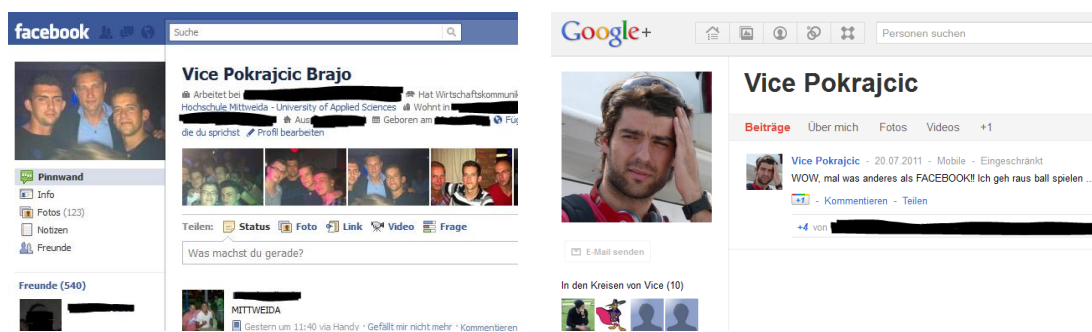 facebook
Suche
Vice Pokrajcic Brajo
Arbeitet bei
Hat Wirtschaftskommunik
Hochschule Mittweida - University of Applied Sciences
Wohnt in
Aus
Geboren am
Füg
die du sprichst
Profil bearbeiten
Pinnwand
Info
Fotos (123)
Notizen
Freunde
Freunde (540)
Teilen: Status Foto Link Video Frage
Was machst du gerade?
MITTWEIDA
Gestern um 11:40 via Handy · Gefällt mir nicht mehr · Kommentieren
Google+
Personen suchen
Vice Pokrajcic
Beiträge Über mich Fotos Videos +1
Vice Pokrajcic - 20.07.2011 - Mobile - Eingeschränkt
WOW, mal was anderes als FACEBOOK!! Ich geh raus ball spielen ...
+1 - Kommentieren - Teilen
+4 von
E-Mail senden
In den Kreisen von Vice (10)